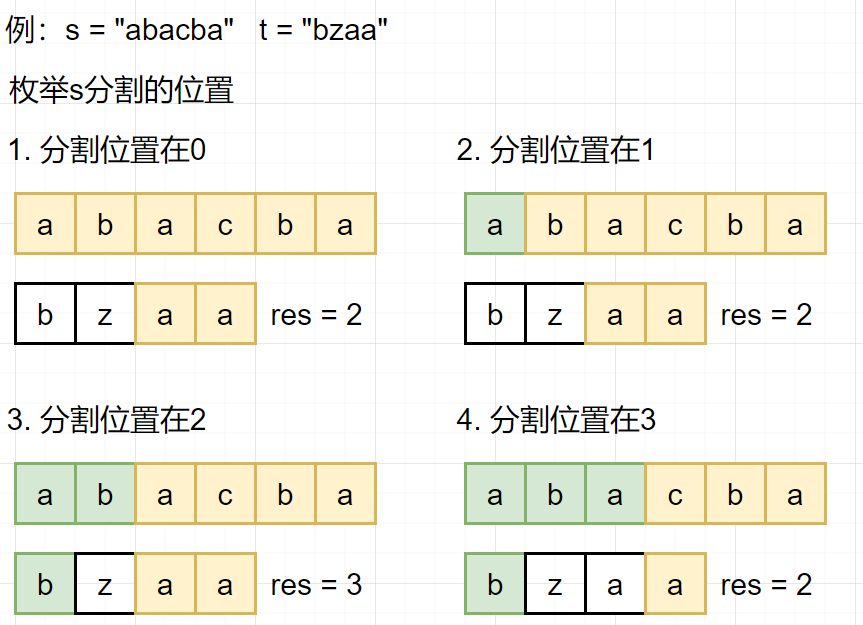 例：s = "abacba"   t = "bzaa"
枚举s分割的位置
1. 分割位置在0
a b a c b a
b z a a res = 2
2. 分割位置在1
a b a c b a
b z a a res = 2
3. 分割位置在2
a b a c b a
b z a a res = 3
4. 分割位置在3
a b a c b a
b z a a res = 2